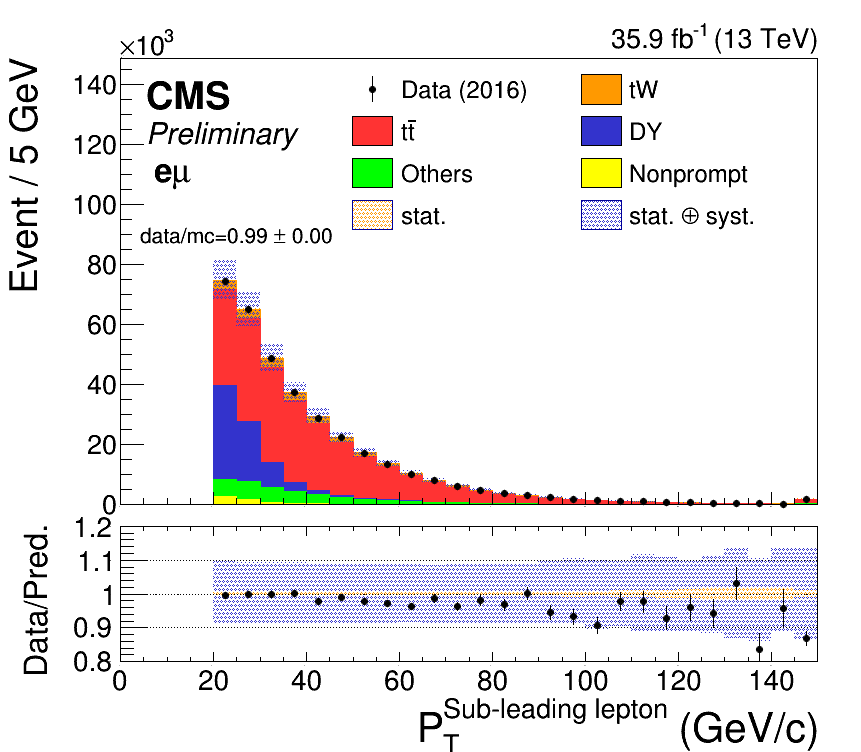 ×10³
35.9 fb⁻¹ (13 TeV)
Event / 5 GeV
CMS
Preliminary
eμ
data/mc=0.99 ± 0.00
Data (2016)
tW
tt̄
DY
Others
Nonprompt
stat.
stat. ⊕ syst.
140
120
100
80
60
40
20
0
Data/Pred.
1.2
1.1
1
0.9
0.8
0 20 40 60 80 100 120 140
P_T^Sub-leading lepton (GeV/c)